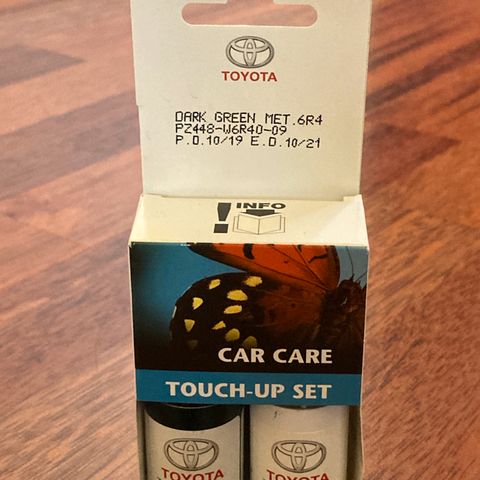 TOYOTA
DARK GREEN MET.6R4
PZ448-W6R40-09
P.D.10/19 E.D.10/21
! INFO
CAR CARE
TOUCH-UP SET
TOYOTA
TOYOTA